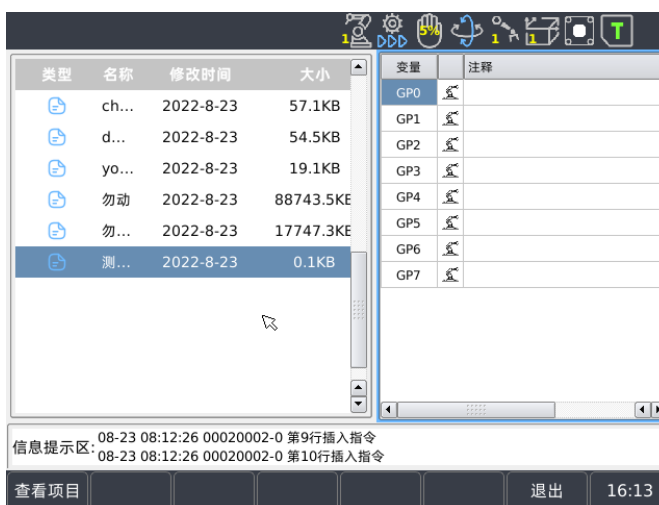 1 DDD 5% 1 1 T
类型 名称 修改时间 大小
ch... 2022-8-23 57.1KB
d... 2022-8-23 54.5KB
yo... 2022-8-23 19.1KB
勿动 2022-8-23 88743.5KE
勿... 2022-8-23 17747.3KE
测... 2022-8-23 0.1KB
变量 注释
GP0
GP1
GP2
GP3
GP4
GP5
GP6
GP7
信息提示区:
08-23 08:12:26 00020002-0 第9行插入指令
08-23 08:12:26 00020002-0 第10行插入指令
查看项目 退出 16:13